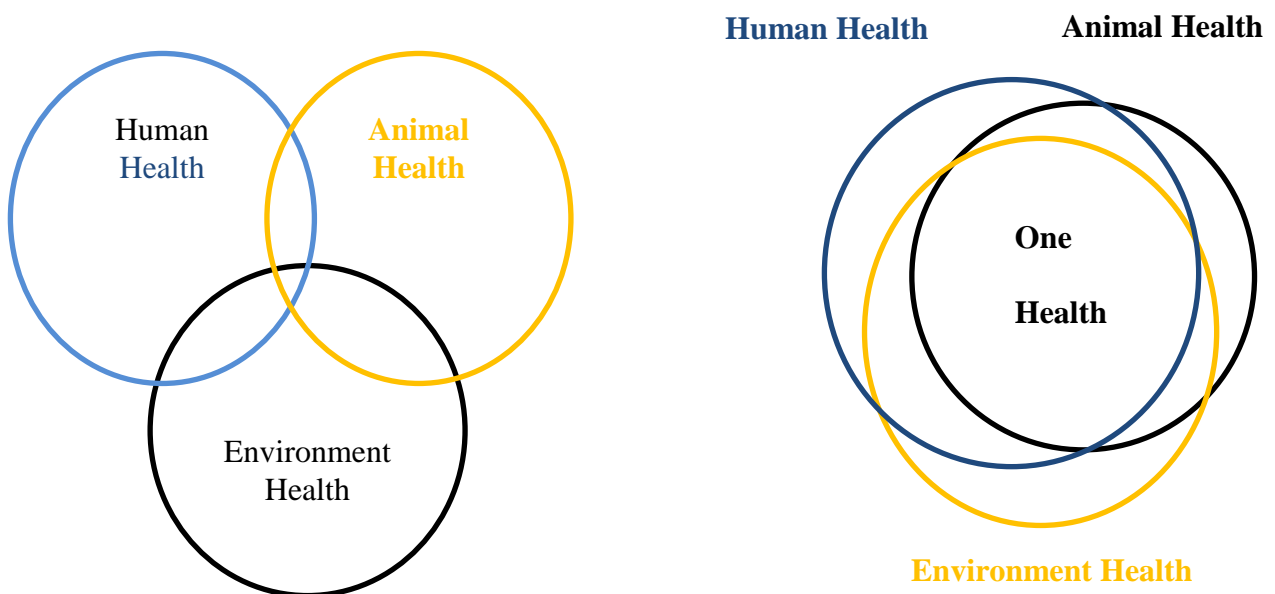 Human
Health
Animal
Health
Environment
Health
Human Health
Animal Health
One
Health
Environment Health